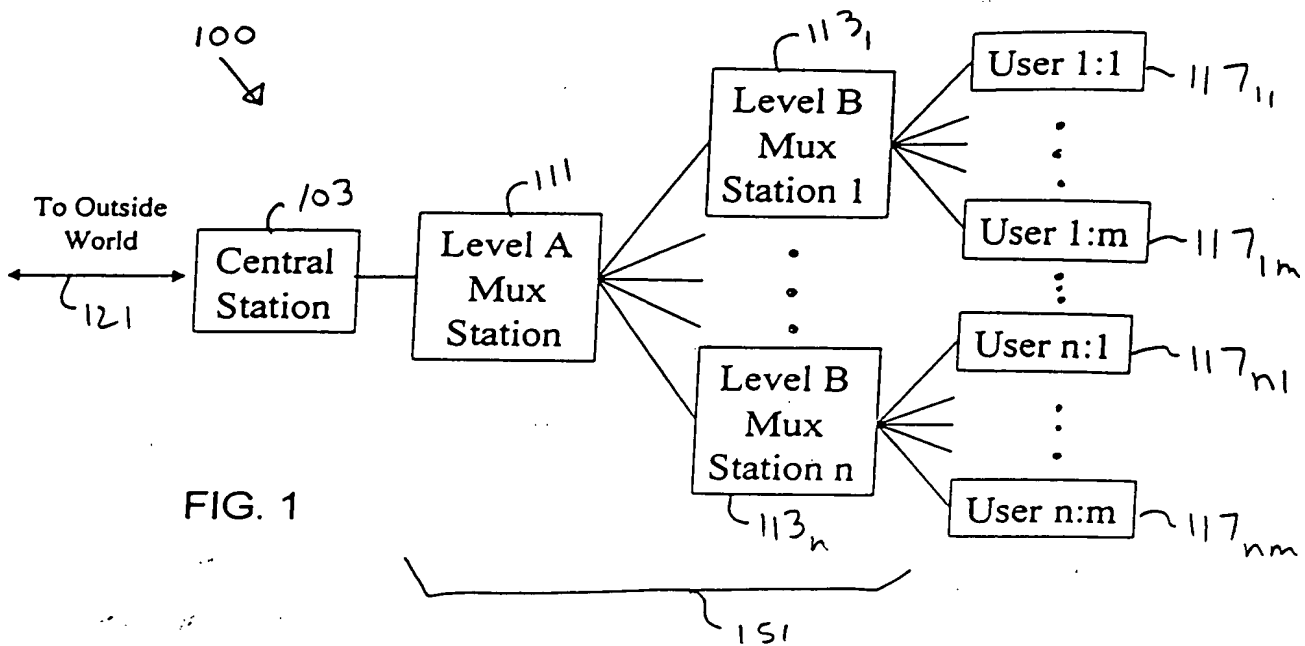 100
To Outside
World
121
103
Central
Station
111
Level A
Mux
Station
113₁
Level B
Mux
Station 1
Level B
Mux
Station n
113ₙ
User 1:1
117₁₁
User 1:m
117₁ₘ
User n:1
117ₙ₁
User n:m
117ₙₘ
FIG. 1
151